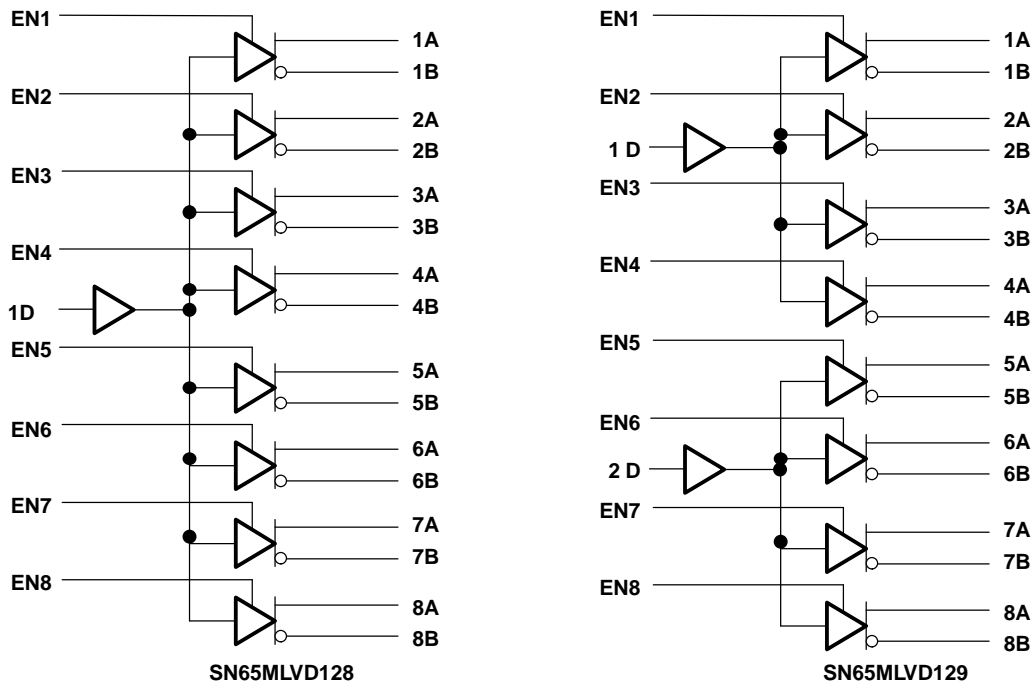 EN1
1A
1B
EN2
2A
2B
EN3
3A
3B
EN4
4A
4B
1D
EN5
5A
5B
EN6
6A
6B
EN7
7A
7B
EN8
8A
8B
SN65MLVD128
EN1
1A
1B
EN2
2A
1 D
2B
EN3
3A
3B
EN4
4A
4B
EN5
5A
5B
EN6
6A
2 D
6B
EN7
7A
7B
EN8
8A
8B
SN65MLVD129